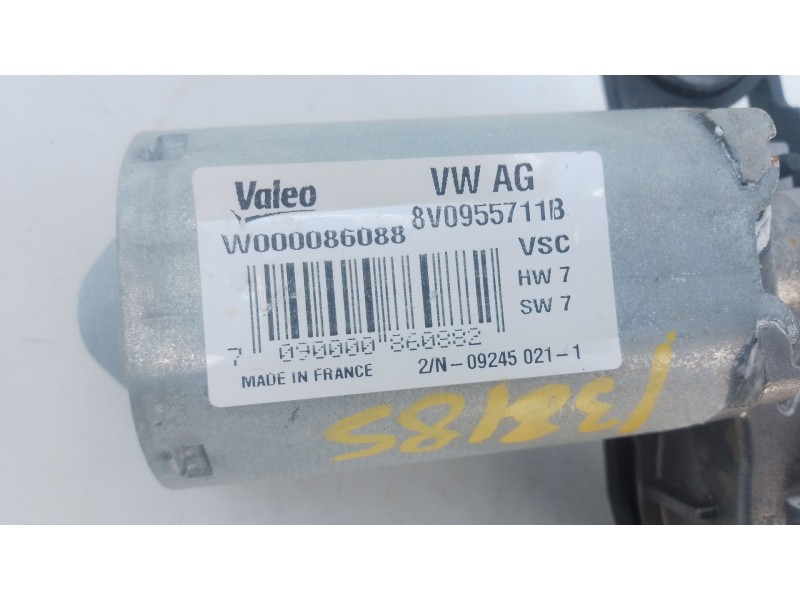 Valeo VW AG
W000086088 8V0955711B
VSC
HW 7
SW 7
7 090000 860882
MADE IN FRANCE 2/N - 09245 021-1